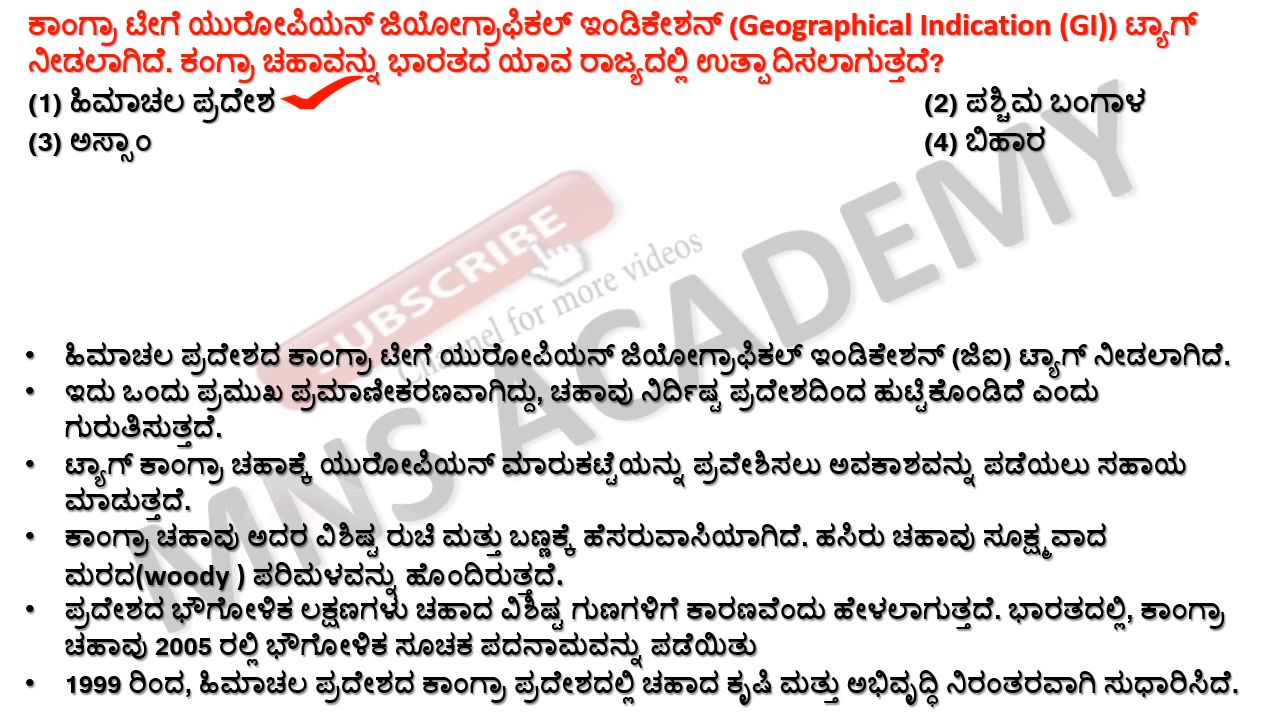 ಕಾಂಗ್ರಾ ಟೀಗೆ ಯುರೋಪಿಯನ್ ಜಿಯೋಗ್ರಾಫಿಕಲ್ ಇಂಡಿಕೇಶನ್ (Geographical Indication (GI)) ಟ್ಯಾಗ್
ನೀಡಲಾಗಿದೆ. ಕಂಗ್ರಾ ಚಹಾವನ್ನು ಭಾರತದ ಯಾವ ರಾಜ್ಯದಲ್ಲಿ ಉತ್ಪಾದಿಸಲಾಗುತ್ತದೆ?
(1) ಹಿಮಾಚಲ ಪ್ರದೇಶ (2) ಪಶ್ಚಿಮ ಬಂಗಾಳ
(3) ಅಸ್ಸಾಂ (4) ಬಿಹಾರ
SUBSCRIBE
Channel for more videos
MNS ACADEMY
• ಹಿಮಾಚಲ ಪ್ರದೇಶದ ಕಾಂಗ್ರಾ ಟೀಗೆ ಯುರೋಪಿಯನ್ ಜಿಯೋಗ್ರಾಫಿಕಲ್ ಇಂಡಿಕೇಶನ್ (ಜಿಐ) ಟ್ಯಾಗ್ ನೀಡಲಾಗಿದೆ.
• ಇದು ಒಂದು ಪ್ರಮುಖ ಪ್ರಮಾಣೀಕರಣವಾಗಿದ್ದು, ಚಹಾವು ನಿರ್ದಿಷ್ಟ ಪ್ರದೇಶದಿಂದ ಹುಟ್ಟಿಕೊಂಡಿದೆ ಎಂದು
ಗುರುತಿಸುತ್ತದೆ.
• ಟ್ಯಾಗ್ ಕಾಂಗ್ರಾ ಚಹಾಕ್ಕೆ ಯುರೋಪಿಯನ್ ಮಾರುಕಟ್ಟೆಯನ್ನು ಪ್ರವೇಶಿಸಲು ಅವಕಾಶವನ್ನು ಪಡೆಯಲು ಸಹಾಯ
ಮಾಡುತ್ತದೆ.
• ಕಾಂಗ್ರಾ ಚಹಾವು ಅದರ ವಿಶಿಷ್ಟ ರುಚಿ ಮತ್ತು ಬಣ್ಣಕ್ಕೆ ಹೆಸರುವಾಸಿಯಾಗಿದೆ. ಹಸಿರು ಚಹಾವು ಸೂಕ್ಷ್ಮವಾದ
ಮರದ(woody ) ಪರಿಮಳವನ್ನು ಹೊಂದಿರುತ್ತದೆ.
• ಪ್ರದೇಶದ ಭೌಗೋಳಿಕ ಲಕ್ಷಣಗಳು ಚಹಾದ ವಿಶಿಷ್ಟ ಗುಣಗಳಿಗೆ ಕಾರಣವೆಂದು ಹೇಳಲಾಗುತ್ತದೆ. ಭಾರತದಲ್ಲಿ, ಕಾಂಗ್ರಾ
ಚಹಾವು 2005 ರಲ್ಲಿ ಭೌಗೋಳಿಕ ಸೂಚಕ ಪದನಾಮವನ್ನು ಪಡೆಯಿತು
• 1999 ರಿಂದ, ಹಿಮಾಚಲ ಪ್ರದೇಶದ ಕಾಂಗ್ರಾ ಪ್ರದೇಶದಲ್ಲಿ ಚಹಾದ ಕೃಷಿ ಮತ್ತು ಅಭಿವೃದ್ಧಿ ನಿರಂತರವಾಗಿ ಸುಧಾರಿಸಿದೆ.